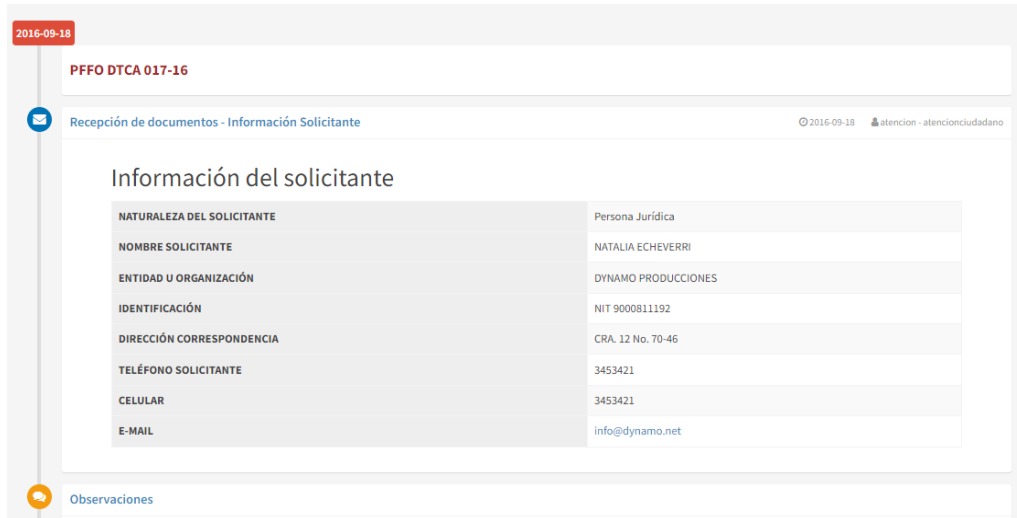 2016-09-18
PFFO DTCA 017-16
Recepción de documentos - Información Solicitante 2016-09-18 atencion - atencionciudadano
Información del solicitante
NATURALEZA DEL SOLICITANTE Persona Jurídica
NOMBRE SOLICITANTE NATALIA ECHEVERRI
ENTIDAD U ORGANIZACIÓN DYNAMO PRODUCCIONES
IDENTIFICACIÓN NIT 9000811192
DIRECCIÓN CORRESPONDENCIA CRA. 12 No. 70-46
TELÉFONO SOLICITANTE 3453421
CELULAR 3453421
E-MAIL info@dynamo.net
Observaciones